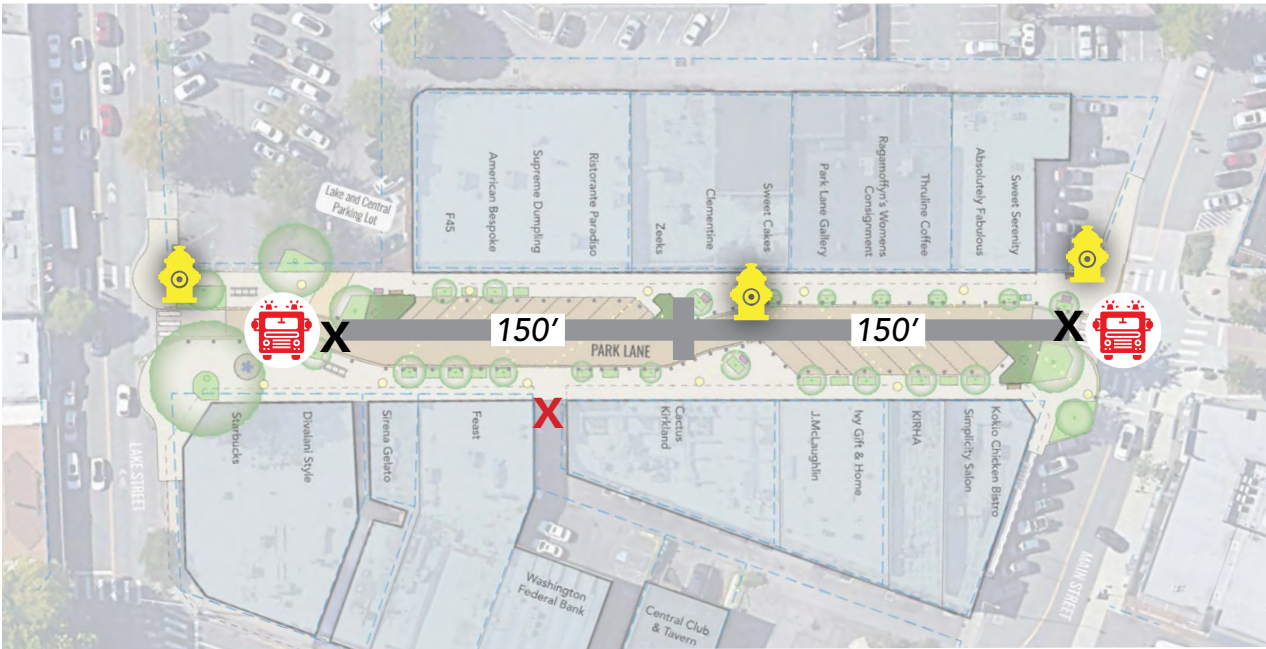 Lake and Central
Parking Lot
F45
American Bespoke
Supreme Dumpling
Ristorante Paradiso
Zeeks
Clementine
Sweet Cakes
Park Lane Gallery
Ragamoffyn's Womens
Consignment
Thruline Coffee
Absolutely Fabulous
Sweet Serenity
X
150'
PARK LANE
150'
X
X
Starbucks
Divalani Style
Sirena Gelato
Feast
Cactus
Kirkland
J.McLaughlin
Ivy Gift & Home
KIRHA
Simplicity Salon
Kokio Chicken Bistro
LAKE STREET
MAIN STREET
Washington
Federal Bank
Central Club
& Tavern